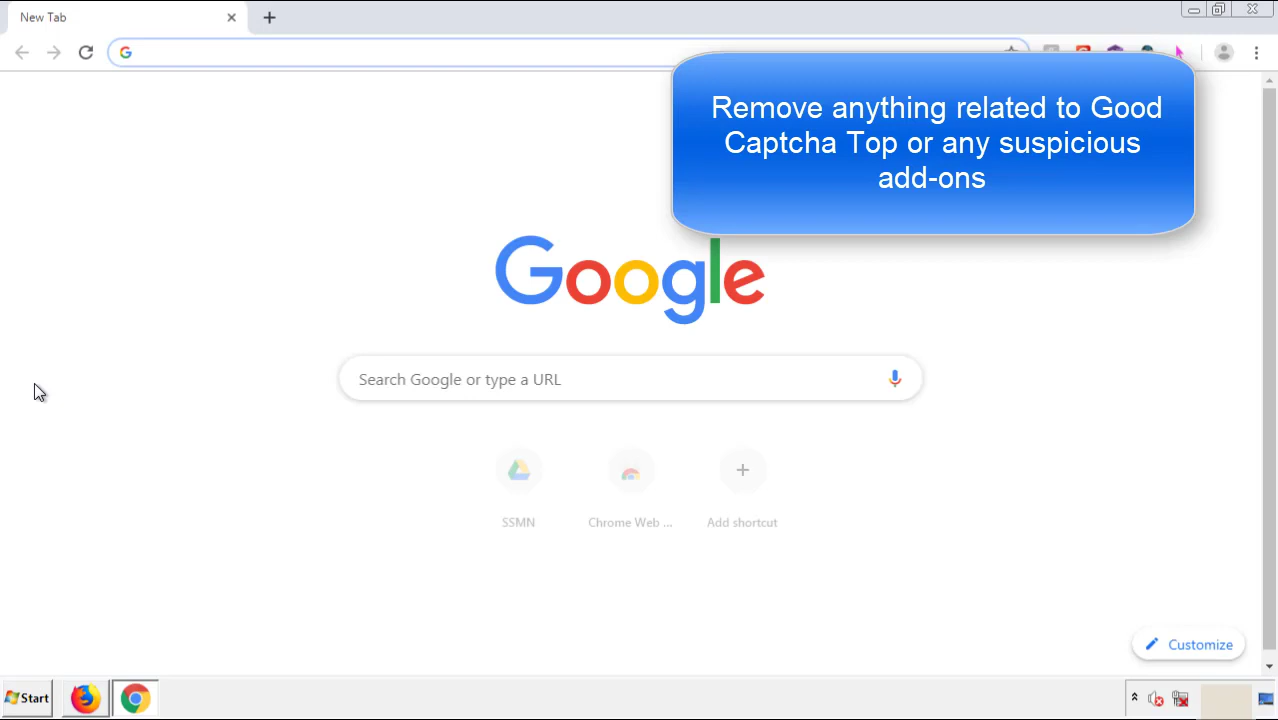 New Tab
Remove anything related to Good
Captcha Top or any suspicious
add-ons
Google
Search Google or type a URL
SSMN
Chrome Web ...
Add shortcut
Customize
Start